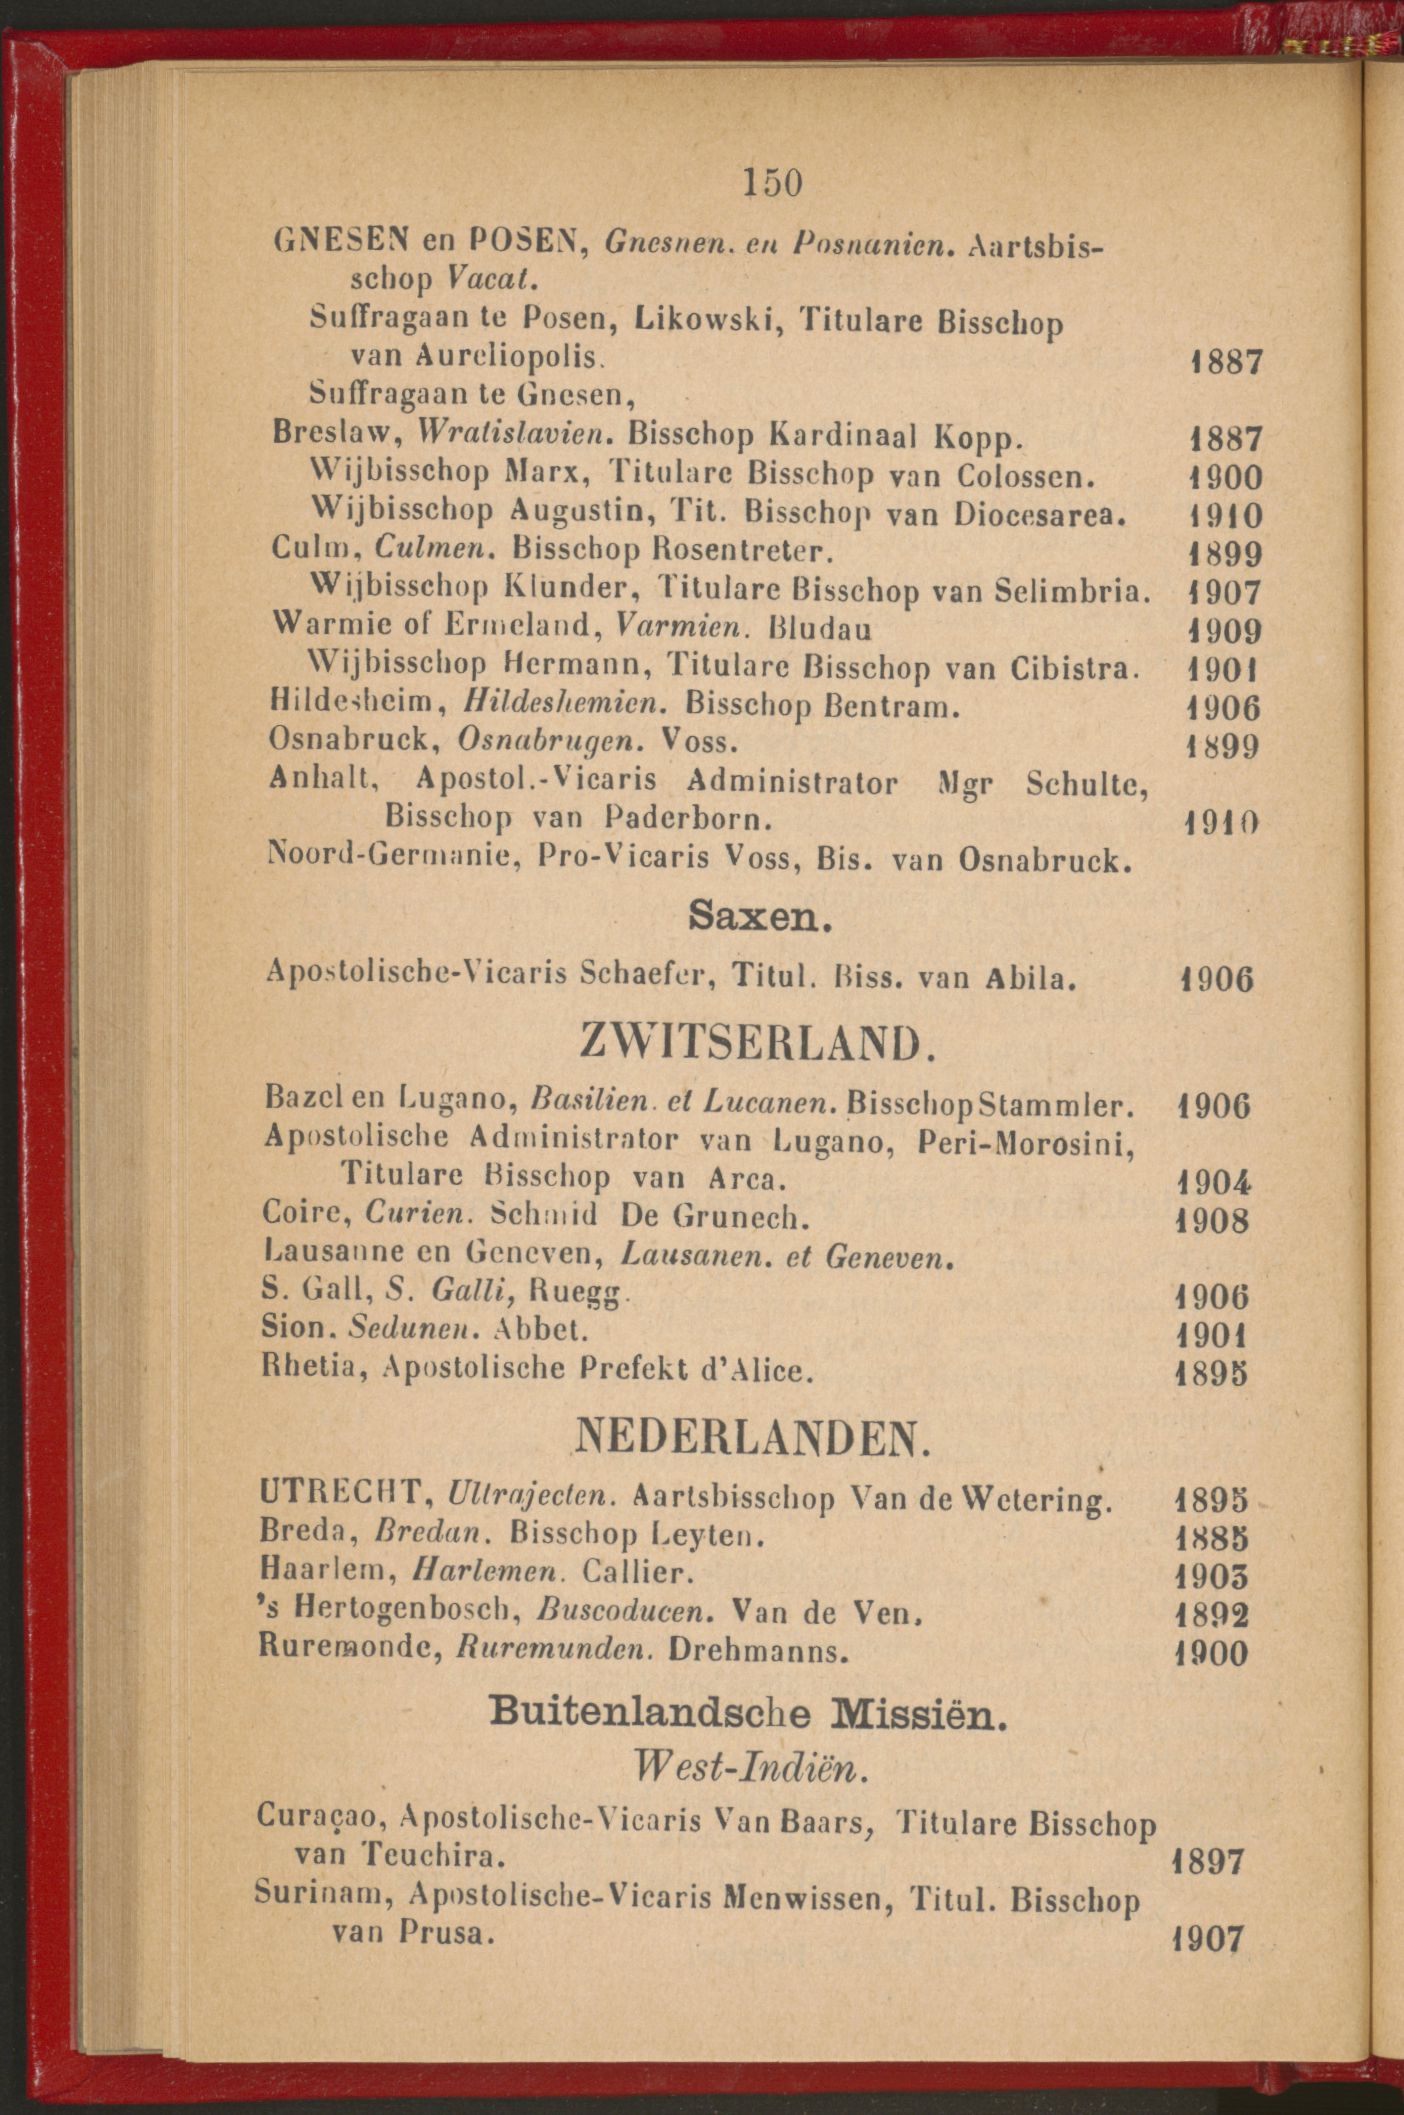 150
GNESEN en POSEN, Gnesnen. en Posnanien. Aartsbis-
schop Vacat.
Suffragaan te Posen, Likowski, Titulare Bisschop
van Aureliopolis. 1887
Suffragaan te Gnesen,
Breslaw, Wratislavien. Bisschop Kardinaal Kopp. 1887
Wijbisschop Marx, Titulare Bisschop van Colossen. 1900
Wijbisschop Augustin, Tit. Bisschop van Diocesarea. 1910
Culm, Culmen. Bisschop Rosentreter. 1899
Wijbisschop Klunder, Titulare Bisschop van Selimbria. 1907
Warmie of Ermeland, Varmien. Bludau 1909
Wijbisschop Hermann, Titulare Bisschop van Cibistra. 1901
Hildesheim, Hildeshemien. Bisschop Bentram. 1906
Osnabruck, Osnabrugen. Voss. 1899
Anhalt, Apostol.-Vicaris Administrator Mgr Schulte,
Bisschop van Paderborn. 1910
Noord-Germanie, Pro-Vicaris Voss, Bis. van Osnabruck.
Saxen.
Apostolische-Vicaris Schaefer, Titul. Biss. van Abila. 1906
ZWITSERLAND.
Bazel en Lugano, Basilien. et Lucanen. Bisschop Stammler. 1906
Apostolische Administrator van Lugano, Peri-Morosini,
Titulare Bisschop van Arca. 1904
Coire, Curien. Schmid De Grunech. 1908
Lausanne en Geneven, Lausanen. et Geneven.
S. Gall, S. Galli, Ruegg. 1906
Sion. Sedunen. Abbet. 1901
Rhetia, Apostolische Prefekt d'Alice. 1895
NEDERLANDEN.
UTRECHT, Ultrajecten. Aartsbisschop Van de Wetering. 1895
Breda, Bredan. Bisschop Leyten. 1885
Haarlem, Harlemen. Callier. 1903
's Hertogenbosch, Buscoducen. Van de Ven. 1892
Ruremonde, Ruremunden. Drehmanns. 1900
Buitenlandsche Missiën.
West-Indiën.
Curaçao, Apostolische-Vicaris Van Baars, Titulare Bisschop
van Teuchira. 1897
Surinam, Apostolische-Vicaris Menwissen, Titul. Bisschop
van Prusa. 1907